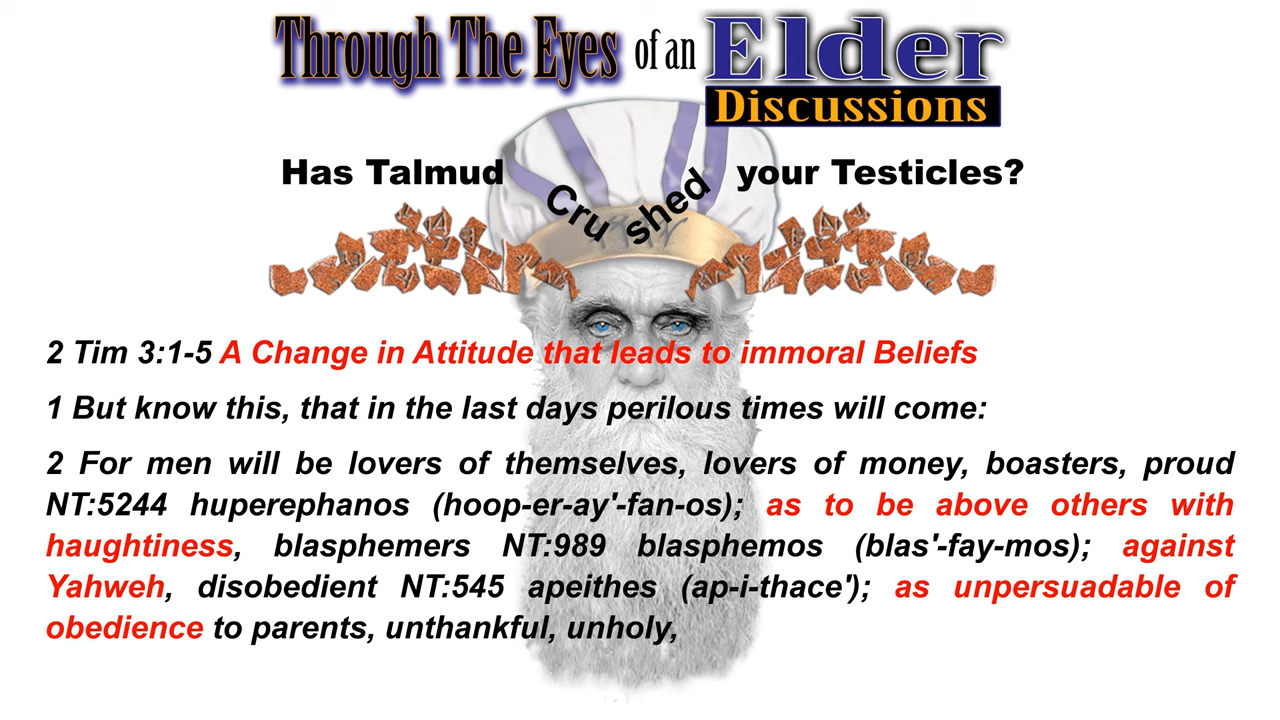 Through The Eyes of an Elder
Discussions
Has Talmud Crushed your Testicles?
2 Tim 3:1-5 A Change in Attitude that leads to immoral Beliefs
1 But know this, that in the last days perilous times will come:
2 For men will be lovers of themselves, lovers of money, boasters, proud
NT:5244 huperephanos (hoop-er-ay'-fan-os); as to be above others with
haughtiness, blasphemers NT:989 blasphemos (blas'-fay-mos); against
Yahweh, disobedient NT:545 apeithes (ap-i-thace'); as unpersuadable of
obedience to parents, unthankful, unholy,